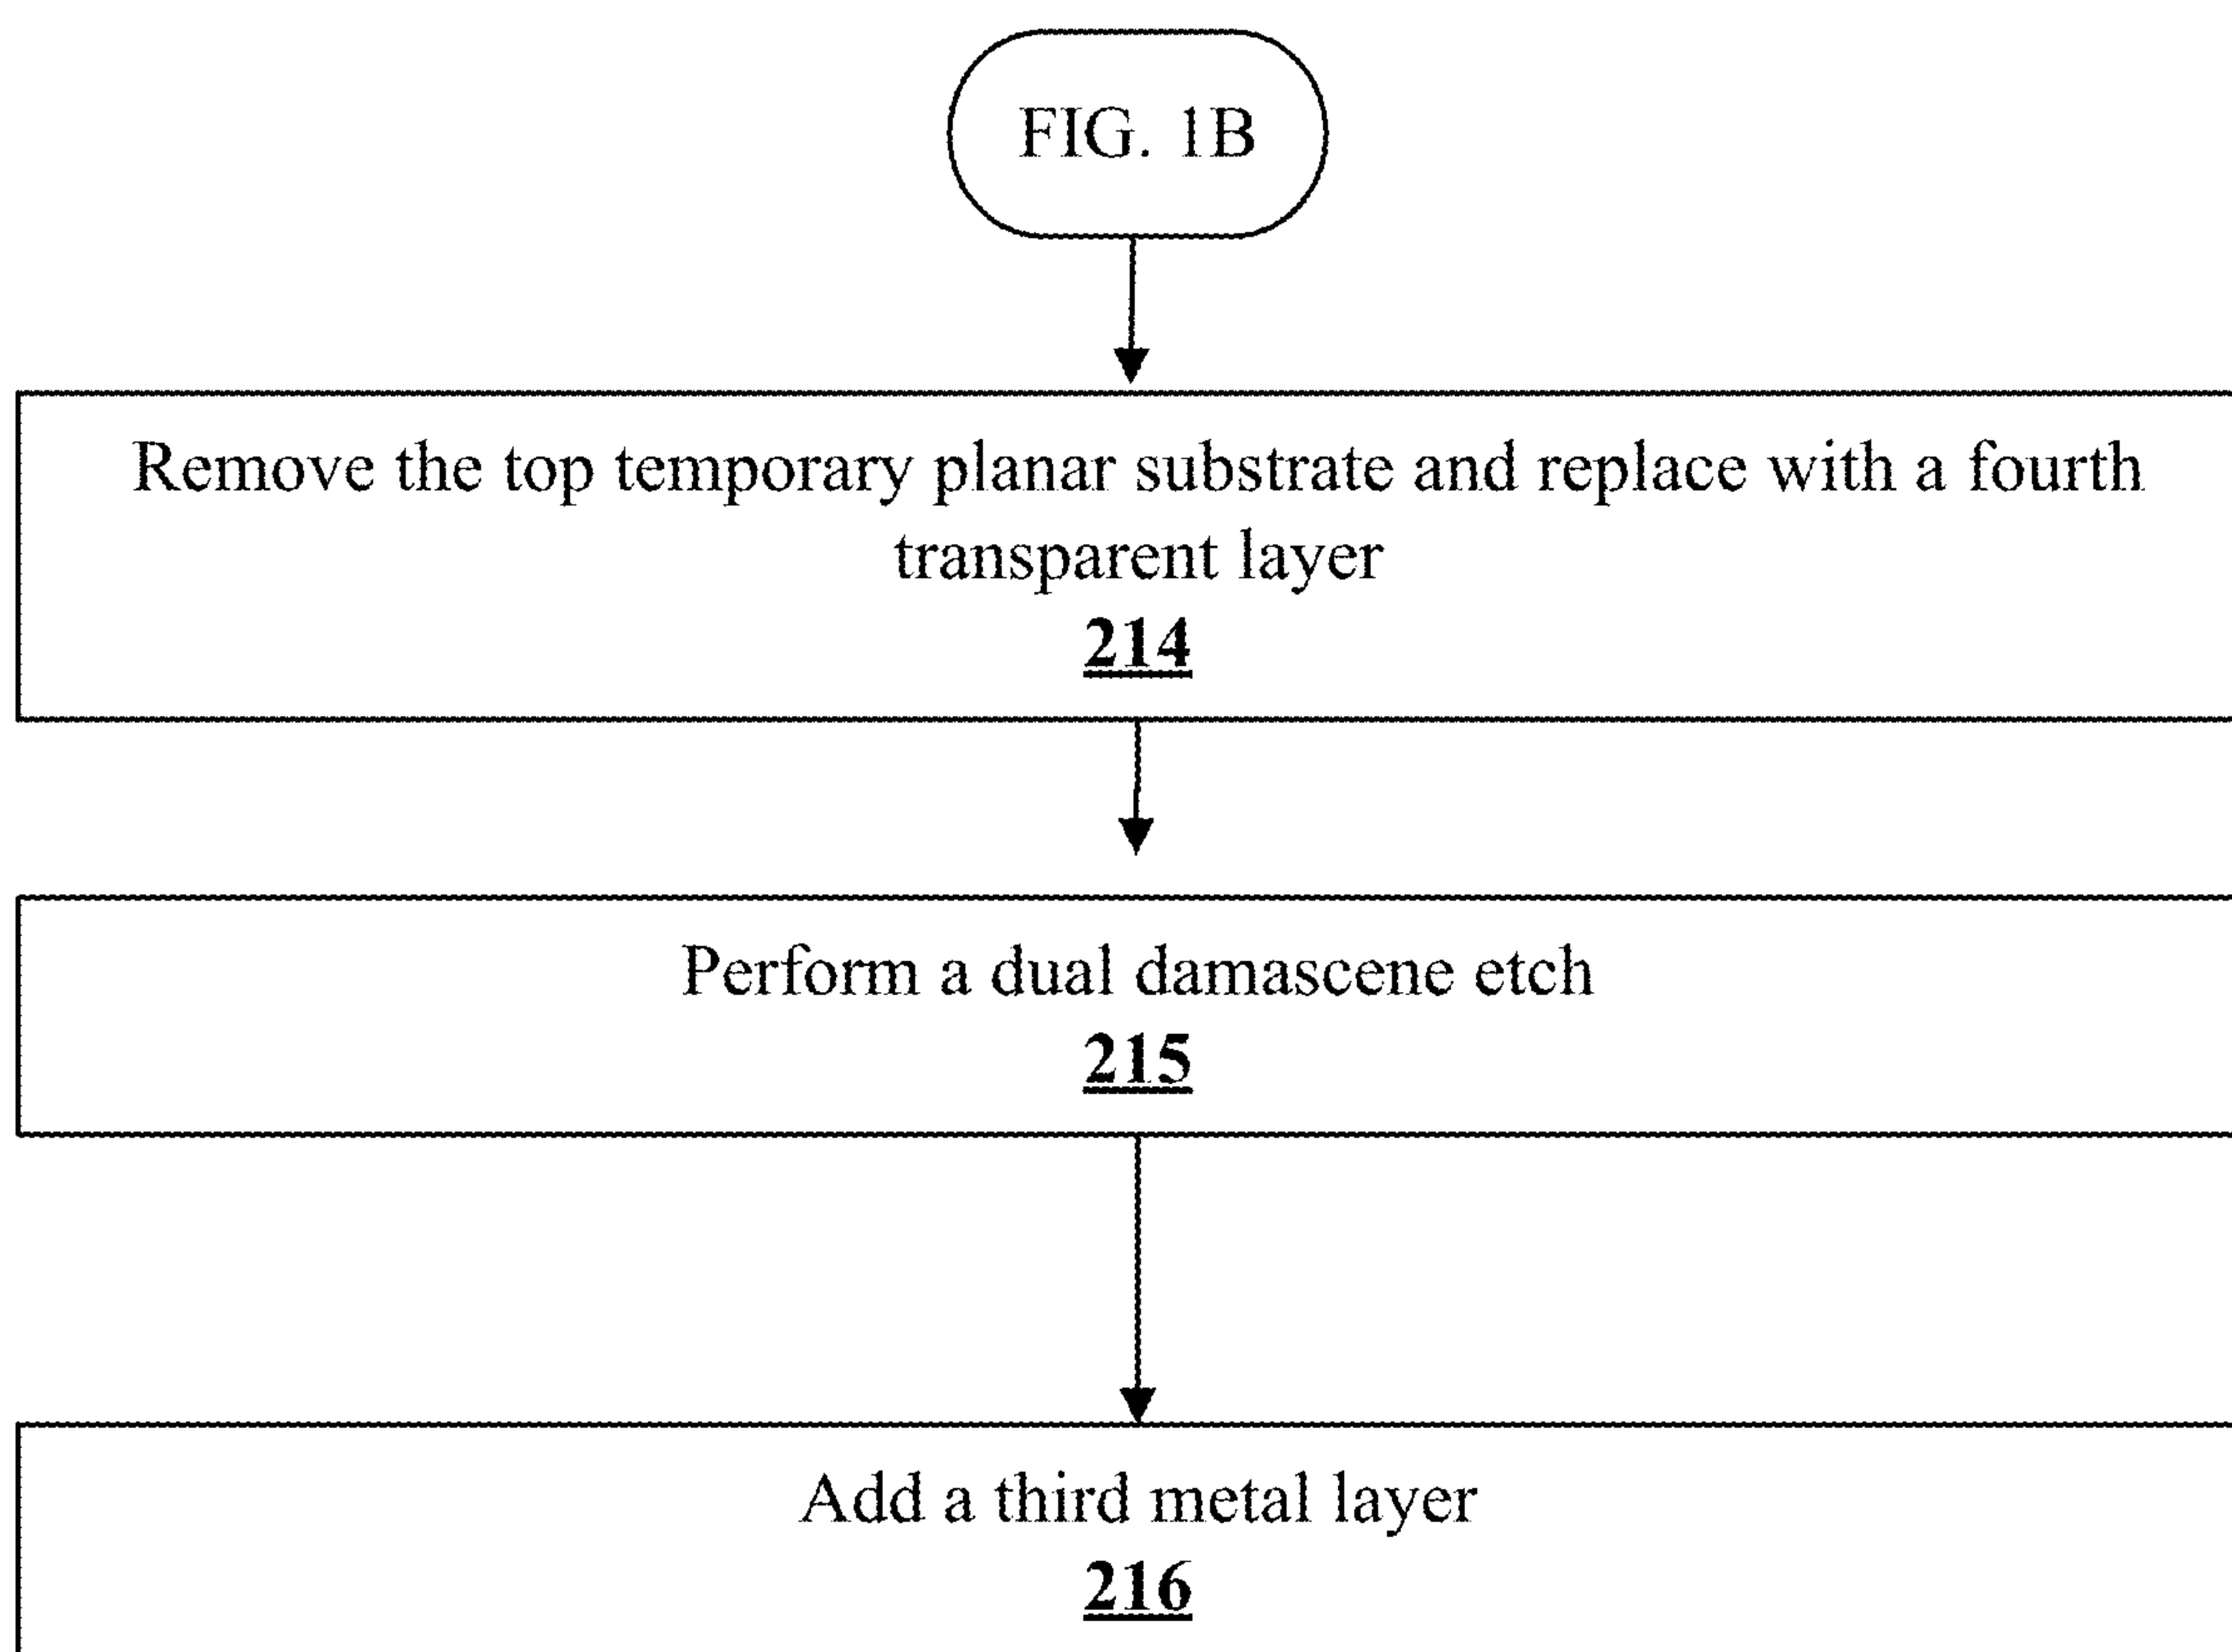 FIG. 1B
Remove the top temporary planar substrate and replace with a fourth
transparent layer
214
Perform a dual damascene etch
215
Add a third metal layer
216